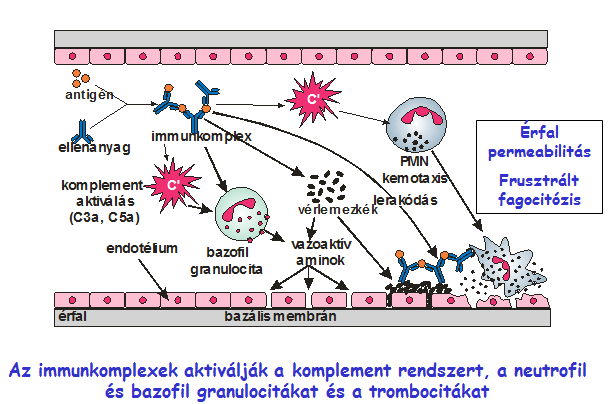 antigén
ellenanyag
immunkomplex
C'
komplement
aktiválás
(C3a, C5a)
C'
endotélium
bazofil
granulocita
vérlemezkék
vazoaktív
aminok
PMN
kemotaxis
lerakódás
Érfal
permeabilitás
Frusztrált
fagocitózis
érfal
bazális membrán
Az immunkomplexek aktiválják a komplement rendszert, a neutrofil
és bazofil granulocitákat és a trombocitákat